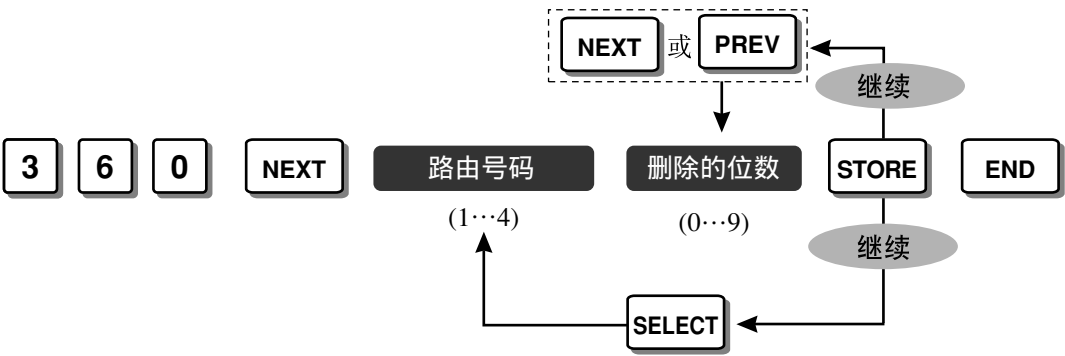 NEXT 或 PREV
继续
3 6 0 NEXT 路由号码 删除的位数 STORE END
(1···4) (0···9)
继续
SELECT